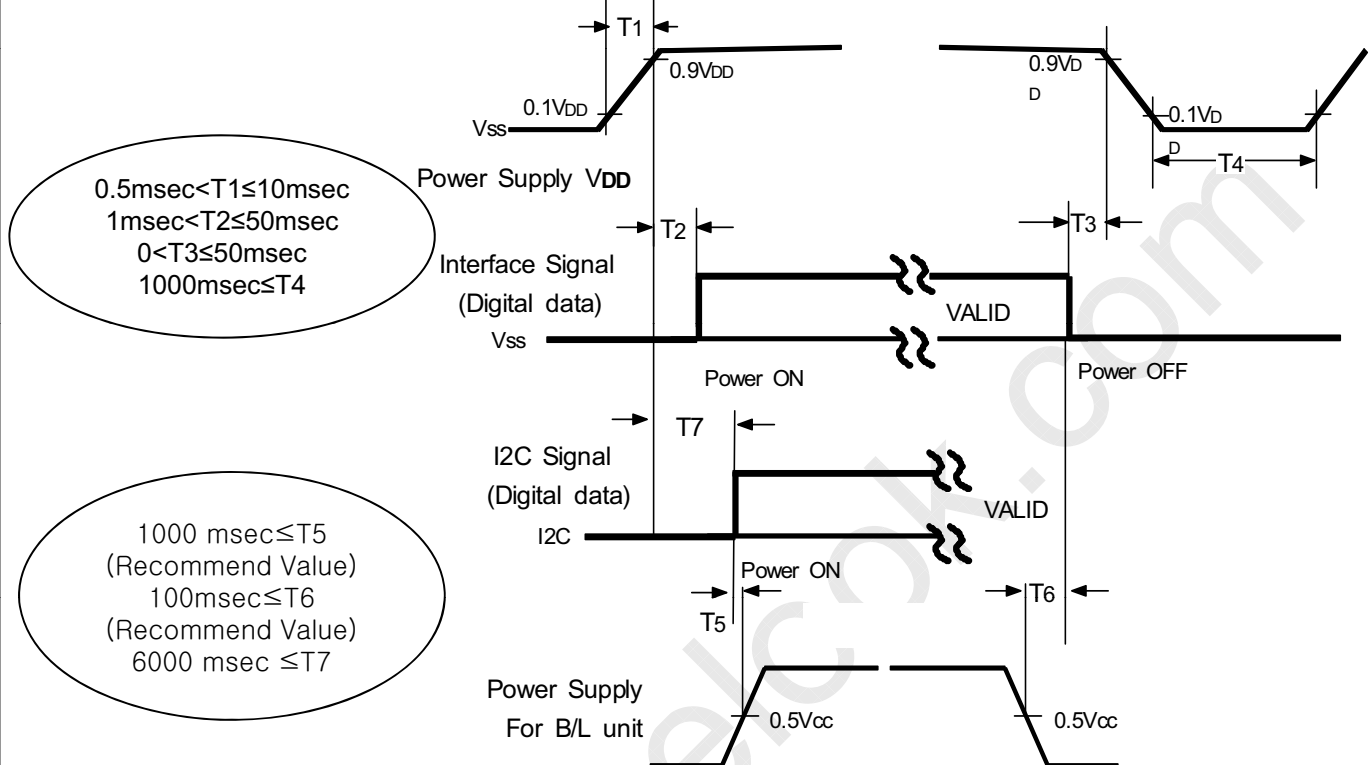 T1
0.9VDD
0.1VDD
Vss
Power Supply VDD
0.9VD
D
0.1VD
D
T4
0.5msec<T1≤10msec
1msec<T2≤50msec
0<T3≤50msec
1000msec≤T4
T2
T3
Interface Signal
(Digital data)
VALID
Vss
Power ON
Power OFF
T7
I2C Signal
(Digital data)
VALID
I2C
Power ON
T5
T6
1000 msec≤T5
(Recommend Value)
100msec≤T6
(Recommend Value)
6000 msec ≤T7
Power Supply
For B/L unit
0.5Vcc
0.5Vcc
elcok.com